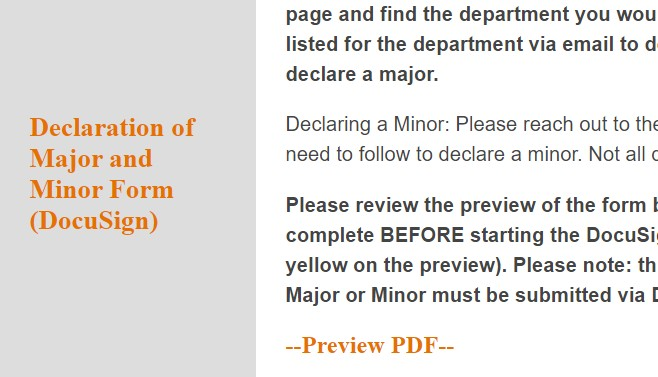 Declaration of
Major and
Minor Form
(DocuSign)
page and find the department you
listed for the department via email to
declare a major.
Declaring a Minor: Please reach out to the
need to follow to declare a minor. Not all
Please review the preview of the form
complete BEFORE starting the
yellow on the preview). Please note:
Major or Minor must be submitted via
--Preview PDF--